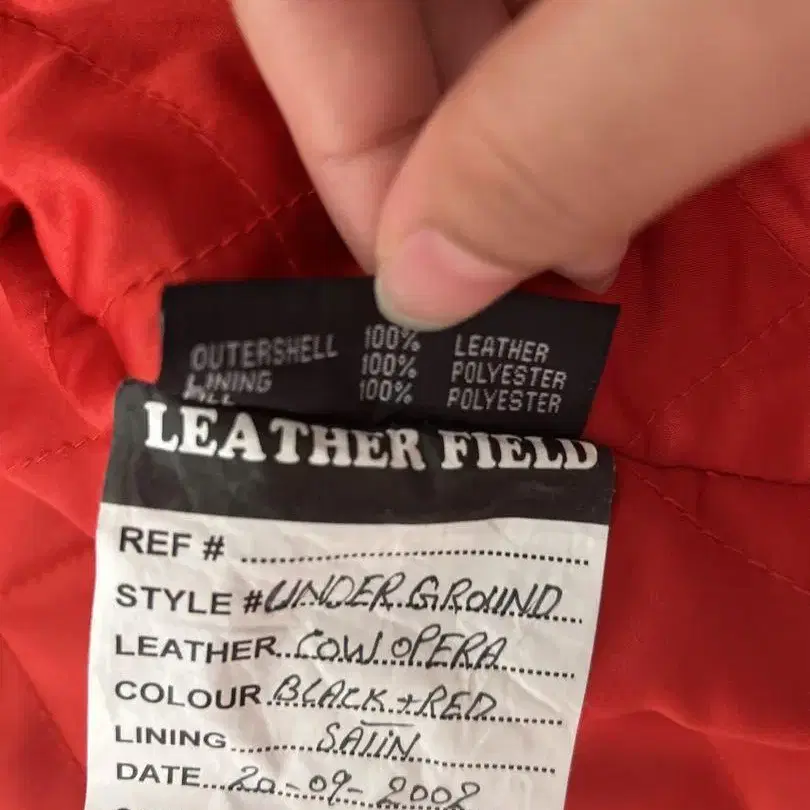 OUTERSHELL 100% LEATHER
LINING 100% POLYESTER
100% POLYESTER
LEATHER FIELD
REF #
STYLE # UNDER GROUND
LEATHER COW OPERA
COLOUR BLACK + RED
LINING SATIN
DATE 20-09-2002